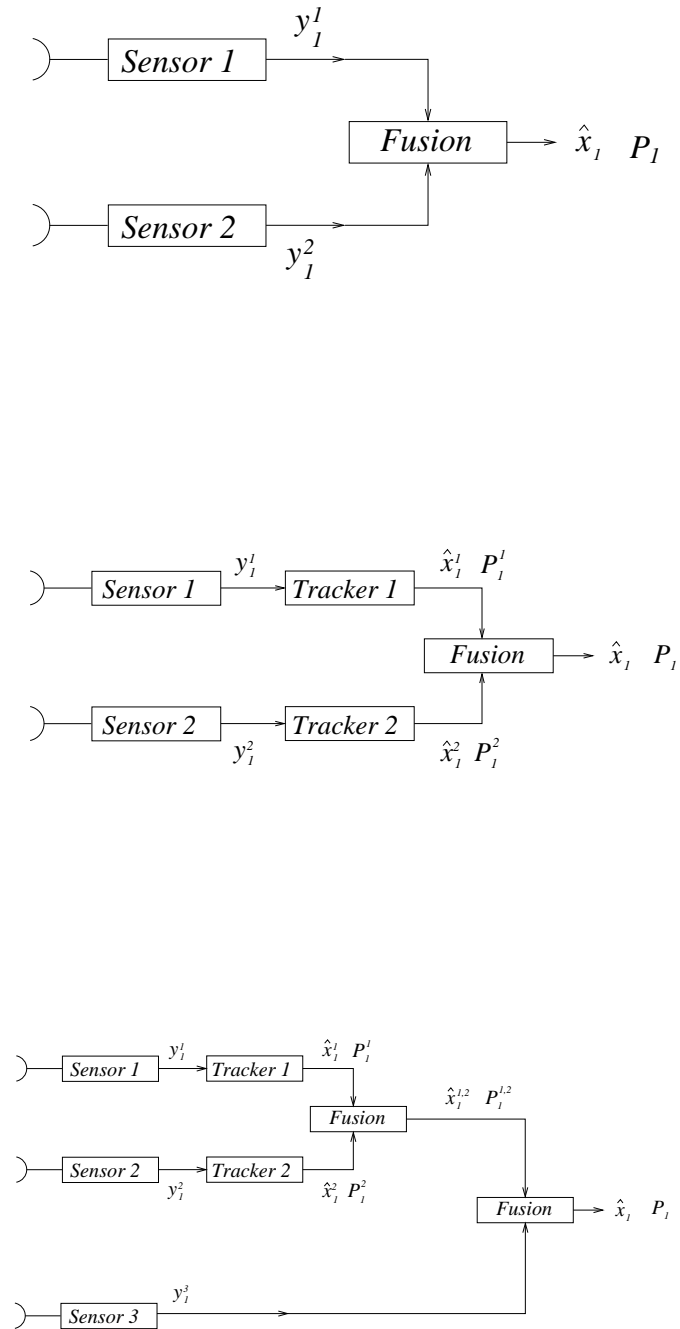 y_1^1
Sensor 1
Fusion x̂_1 P_1
Sensor 2
y_1^2
y_1^1 x̂_1^1 P_1^1
Sensor 1 Tracker 1
Fusion x̂_1 P_1
Sensor 2 Tracker 2
y_1^2 x̂_1^2 P_1^2
y_1^1 x̂_1^1 P_1^1
Sensor 1 Tracker 1
x̂_1^{1,2} P_1^{1,2}
Fusion
Sensor 2 Tracker 2
y_1^2 x̂_1^2 P_1^2
Fusion x̂_1 P_1
y_1^3
Sensor 3